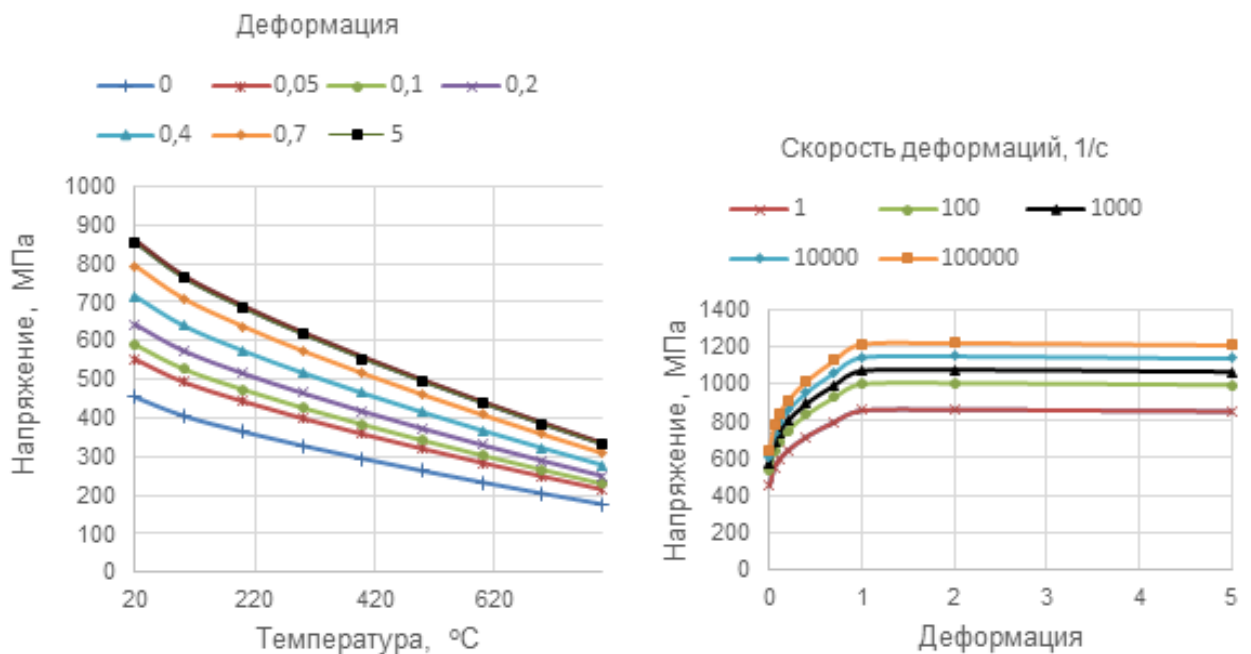 Деформация
0 0,05 0,1 0,2
0,4 0,7 5
1000
900
800
700
600
500
400
300
200
100
0
Напряжение, МПа
20 220 420 620
Температура, ºС
Скорость деформаций, 1/с
1 100 1000
10000 100000
1400
1200
1000
800
600
400
200
0
Напряжение, МПа
0 1 2 3 4 5
Деформация